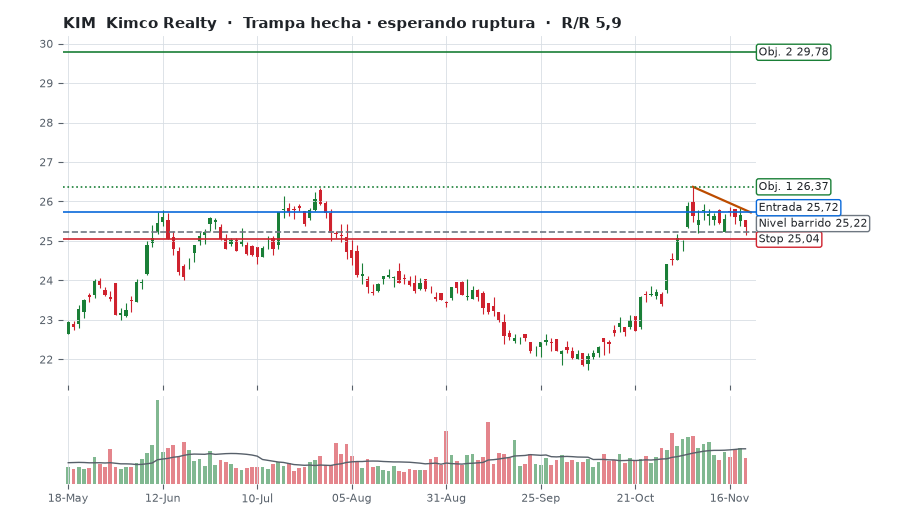 KIM Kimco Realty · Trampa hecha · esperando ruptura · R/R 5,9
30
29
28
27
26
25
24
23
22
Obj. 2 29,78
Obj. 1 26,37
Entrada 25,72
Nivel barrido 25,22
Stop 25,04
18-May
12-Jun
10-Jul
05-Aug
31-Aug
25-Sep
21-Oct
16-Nov